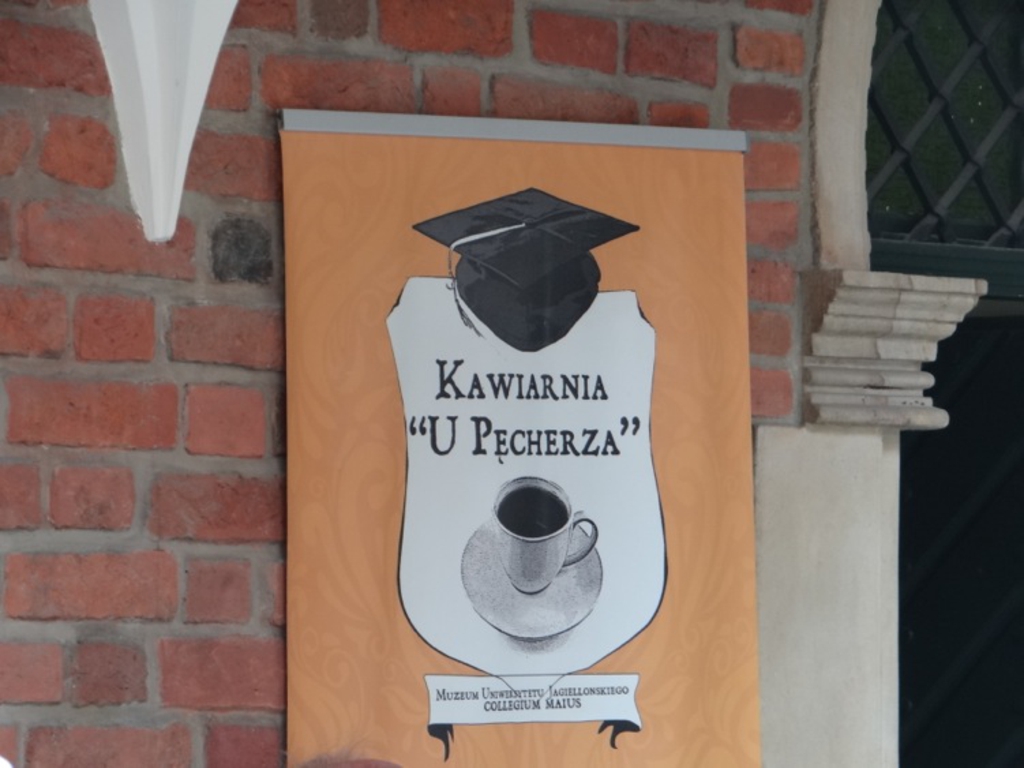 KAWIARNIA
“U PĘCHERZA”
MUZEUM UNIWERSYTETU JAGIELLOŃSKIEGO
COLLEGIUM MAIUS